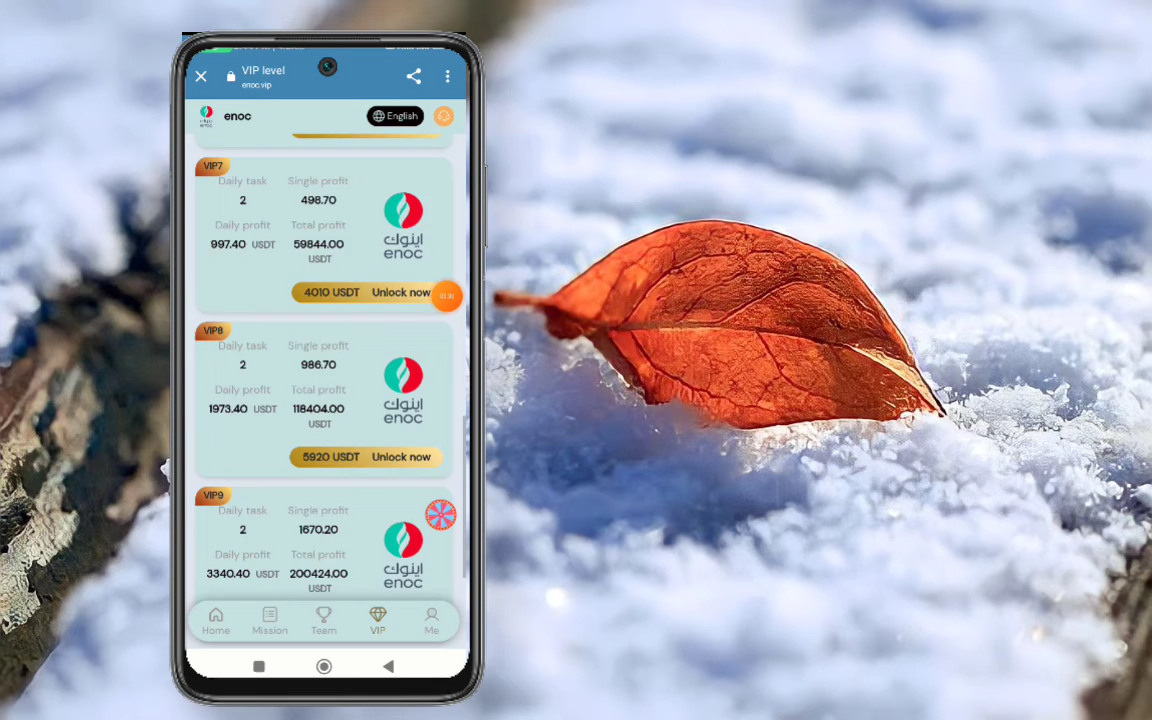 VIP level
enoc.vip
enoc
English
VIP7
Daily task Single profit
2 498.70
Daily profit Total profit
997.40 USDT 59844.00
USDT
اينوك
enoc
4010 USDT Unlock now
VIP8
Daily task Single profit
2 986.70
Daily profit Total profit
1973.40 USDT 118404.00
USDT
اينوك
enoc
5920 USDT Unlock now
VIP9
Daily task Single profit
2 1670.20
Daily profit Total profit
3340.40 USDT 200424.00
USDT
اينوك
enoc
Home Mission Team VIP Me